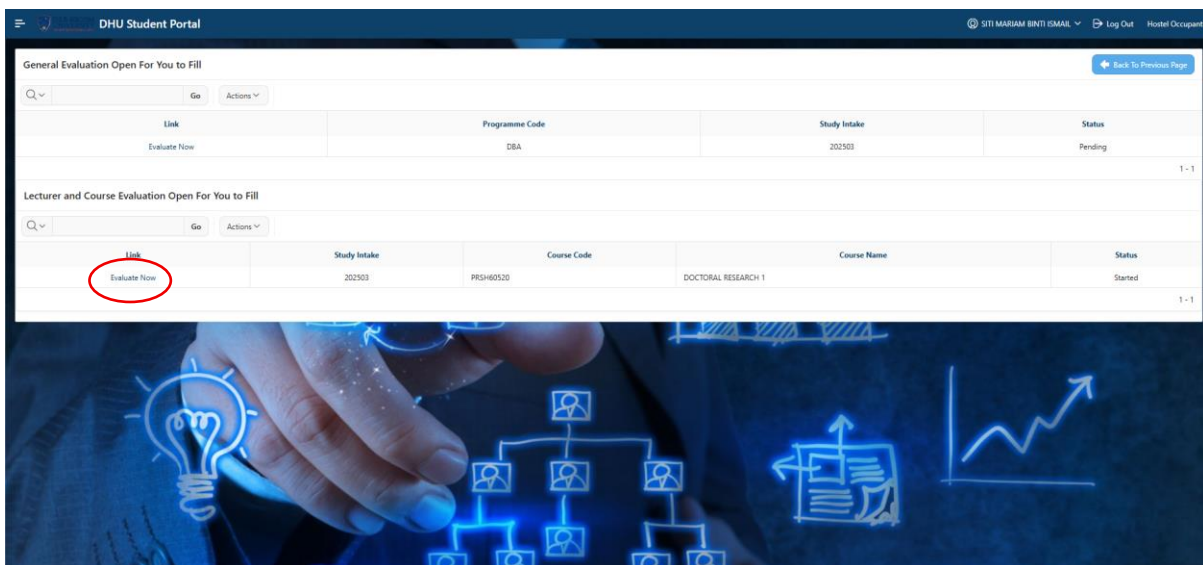 DHU Student Portal
SITI MARIAM BINTI ISMAIL Log Out Hostel Occupant
General Evaluation Open For You to Fill
Back To Previous Page
Go Actions
Link Programme Code Study Intake Status
Evaluate Now DBA 202503 Pending
1 - 1
Lecturer and Course Evaluation Open For You to Fill
Go Actions
Link Study Intake Course Code Course Name Status
Evaluate Now 202503 PRSH60520 DOCTORAL RESEARCH 1 Started
1 - 1